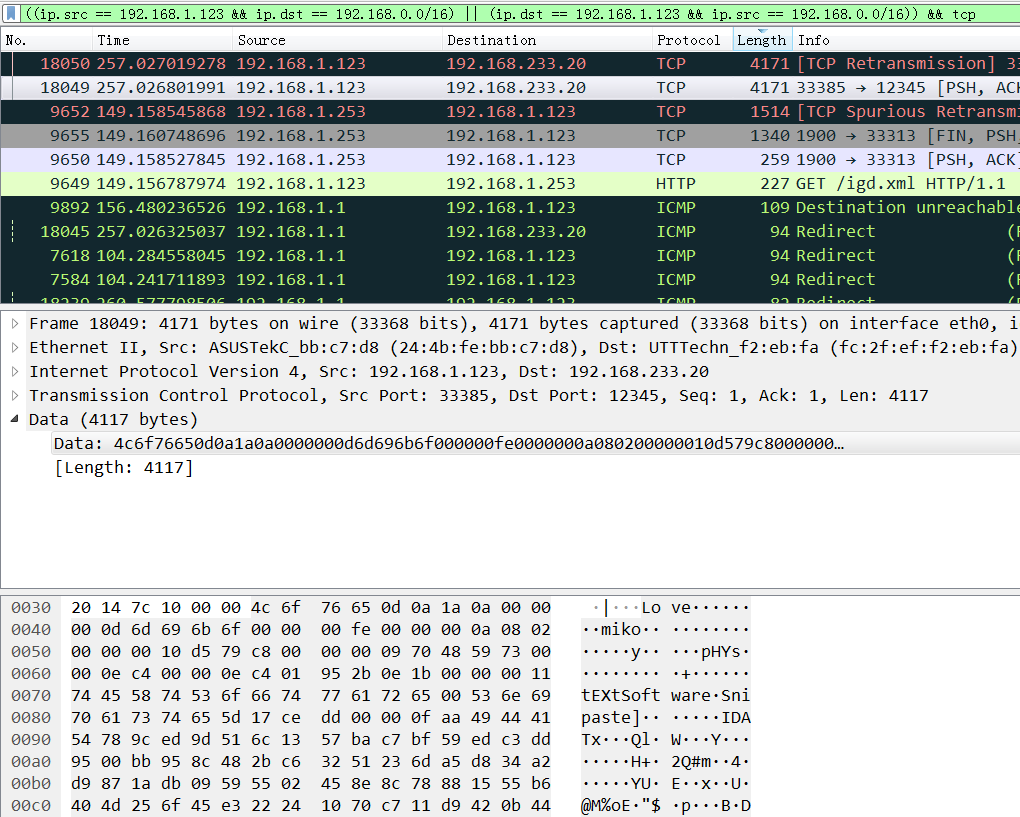 ((ip.src == 192.168.1.123 && ip.dst == 192.168.0.0/16) || (ip.dst == 192.168.1.123 && ip.src == 192.168.0.0/16)) && tcp
No. Time Source Destination Protocol Length Info
18050 257.027019278 192.168.1.123 192.168.233.20 TCP 4171 [TCP Retransmission] 33
18049 257.026801991 192.168.1.123 192.168.233.20 TCP 4171 33385 → 12345 [PSH, ACK
9652 149.158545868 192.168.1.253 192.168.1.123 TCP 1514 [TCP Spurious Retransmi
9655 149.160748696 192.168.1.253 192.168.1.123 TCP 1340 1900 → 33313 [FIN, PSH,
9650 149.158527845 192.168.1.253 192.168.1.123 TCP 259 1900 → 33313 [PSH, ACK]
9649 149.156787974 192.168.1.123 192.168.1.253 HTTP 227 GET /igd.xml HTTP/1.1
9892 156.480236526 192.168.1.1 192.168.1.123 ICMP 109 Destination unreachable
18045 257.026325037 192.168.1.1 192.168.233.20 ICMP 94 Redirect (F
7618 104.284558045 192.168.1.1 192.168.1.123 ICMP 94 Redirect (F
7584 104.241711893 192.168.1.1 192.168.1.123 ICMP 94 Redirect (F
18239 260.577798506 192.168.1.1 192.168.1.123 ICMP 82 Redirect (F
Frame 18049: 4171 bytes on wire (33368 bits), 4171 bytes captured (33368 bits) on interface eth0, i
Ethernet II, Src: ASUSTekC_bb:c7:d8 (24:4b:fe:bb:c7:d8), Dst: UTTTechn_f2:eb:fa (fc:2f:ef:f2:eb:fa)
Internet Protocol Version 4, Src: 192.168.1.123, Dst: 192.168.233.20
Transmission Control Protocol, Src Port: 33385, Dst Port: 12345, Seq: 1, Ack: 1, Len: 4117
Data (4117 bytes)
Data: 4c6f76650d0a1a0a0000000d6d696b6f000000fe0000000a080200000010d579c8000000…
[Length: 4117]
0030 20 14 7c 10 00 00 4c 6f 76 65 0d 0a 1a 0a 00 00 ·|···Lo ve······
0040 00 0d 6d 69 6b 6f 00 00 00 fe 00 00 00 0a 08 02 ··miko·· ········
0050 00 00 00 10 d5 79 c8 00 00 00 09 70 48 59 73 00 ·····y·· ···pHYs·
0060 00 0e c4 00 00 0e c4 01 95 2b 0e 1b 00 00 00 11 ········ ·+······
0070 74 45 58 74 53 6f 66 74 77 61 72 65 00 53 6e 69 tEXtSoft ware·Sni
0080 70 61 73 74 65 5d 17 ce dd 00 00 0f aa 49 44 41 paste]·· ·····IDA
0090 54 78 9c ed 9d 51 6c 13 57 ba c7 bf 59 ed c3 dd Tx···Ql· W···Y···
00a0 95 00 bb 95 8c 48 2b c6 32 51 23 6d a5 d8 34 a2 ·····H+· 2Q#m··4·
00b0 d9 87 1a db 09 59 55 02 45 8e 8c 78 88 15 55 b6 ·····YU· E··x··U·
00c0 40 4d 25 6f 45 e3 22 24 10 70 c7 11 d9 42 0b 44 @M%oE·"$ ·p···B·D